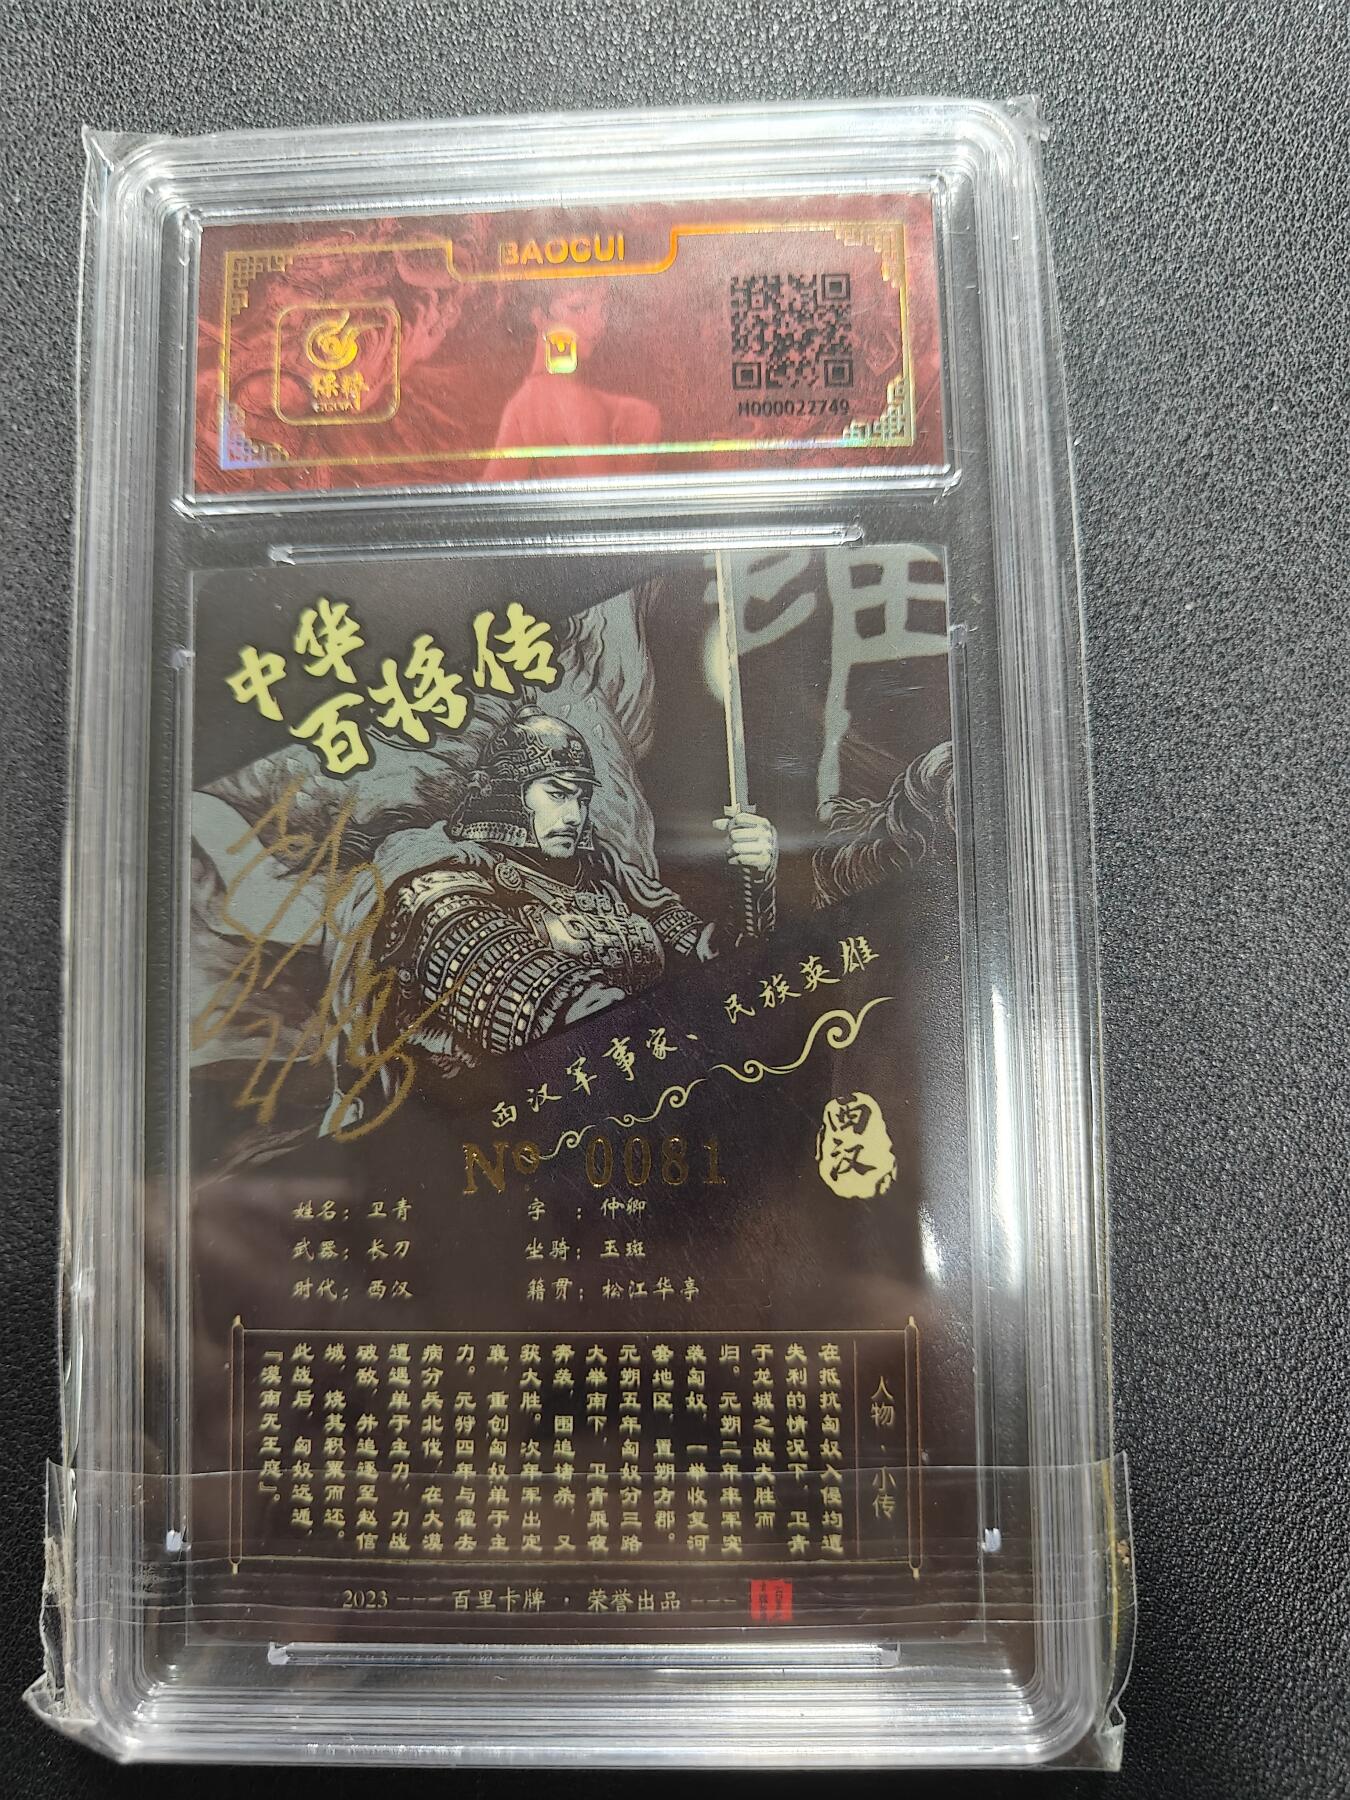 BAOCUI
保粹
M000022749
中华
百将传
西汉军事家、民族英雄
西汉
No 0081
姓名：卫青
字：仲卿
武器：长刀
坐骑：玉斑
时代：西汉
籍贯：松江华亭
人物·小传
在抵抗匈奴入侵均遭
失利的情况下，卫青
于龙城之战大胜而
归。元朔二年率军突
袭匈奴，一举收复河
套地区，置朔方郡。
元朔五年匈奴分三路
大举南下，卫青乘夜
奔袭，围追堵杀，又
获大胜。次年军出定
襄，重创匈奴单于主
力。元狩四年与霍去
病分兵北伐，在大漠
遭遇单于主力，力战
破敌，并追逐至赵信
城，烧其积粟而还。
此战后，匈奴远遁，
『漠南无王庭』。
2023 --- 百里卡牌 · 荣誉出品 ---